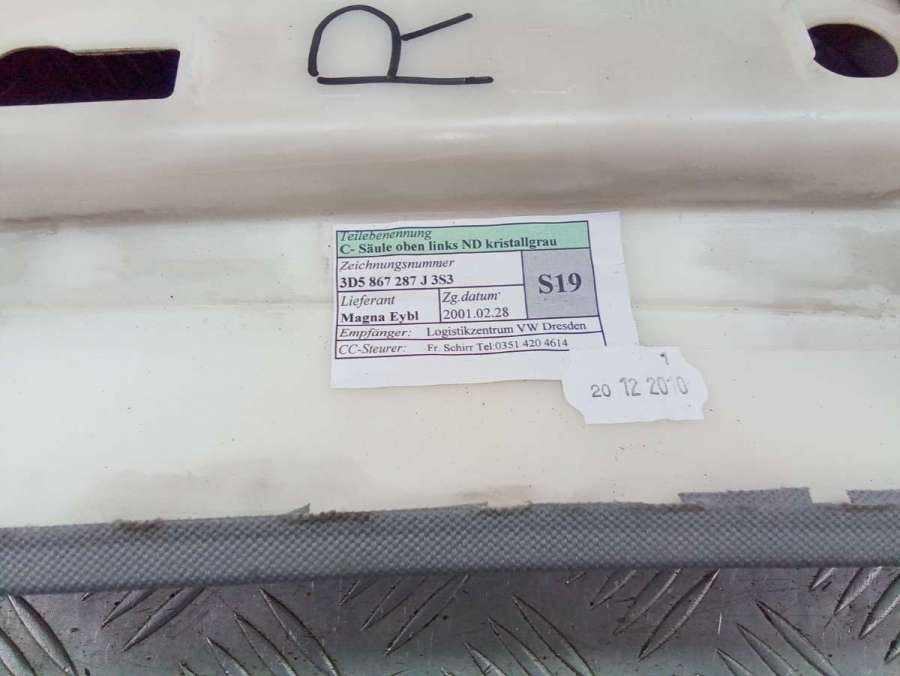 R
Teilebenennung
C- Säule oben links ND kristallgrau
Zeichnungsnummer
3D5 867 287 J 3S3
S19
Lieferant
Magna Eybl
Zg.datum
2001.02.28
Empfänger: Logistikzentrum VW Dresden
CC-Steurer: Fr. Schirr Tel:0351 420 4614
1
20 12 2010